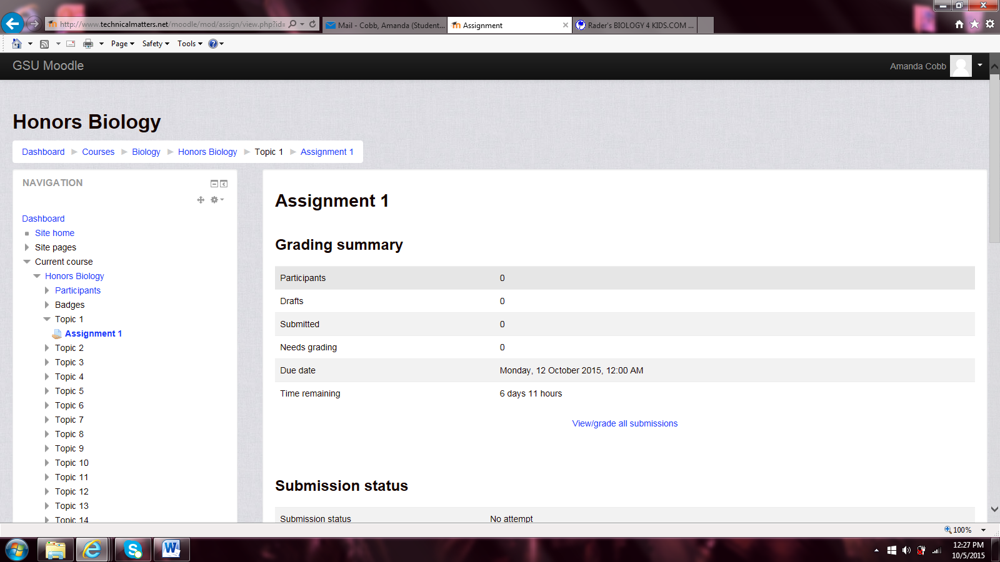 http://www.technicalmatters.net/moodle/mod/assign/view.php?id=
Mail - Cobb, Amanda (Student...
Assignment
Rader's BIOLOGY 4 KIDS.COM ...
Page
Safety
Tools
GSU Moodle
Amanda Cobb
Honors Biology
Dashboard Courses Biology Honors Biology Topic 1 Assignment 1
NAVIGATION
Dashboard
Site home
Site pages
Current course
Honors Biology
Participants
Badges
Topic 1
Assignment 1
Topic 2
Topic 3
Topic 4
Topic 5
Topic 6
Topic 7
Topic 8
Topic 9
Topic 10
Topic 11
Topic 12
Topic 13
Topic 14
Assignment 1
Grading summary
Participants 0
Drafts 0
Submitted 0
Needs grading 0
Due date Monday, 12 October 2015, 12:00 AM
Time remaining 6 days 11 hours
View/grade all submissions
Submission status
Submission status No attempt
100%
12:27 PM
10/5/2015